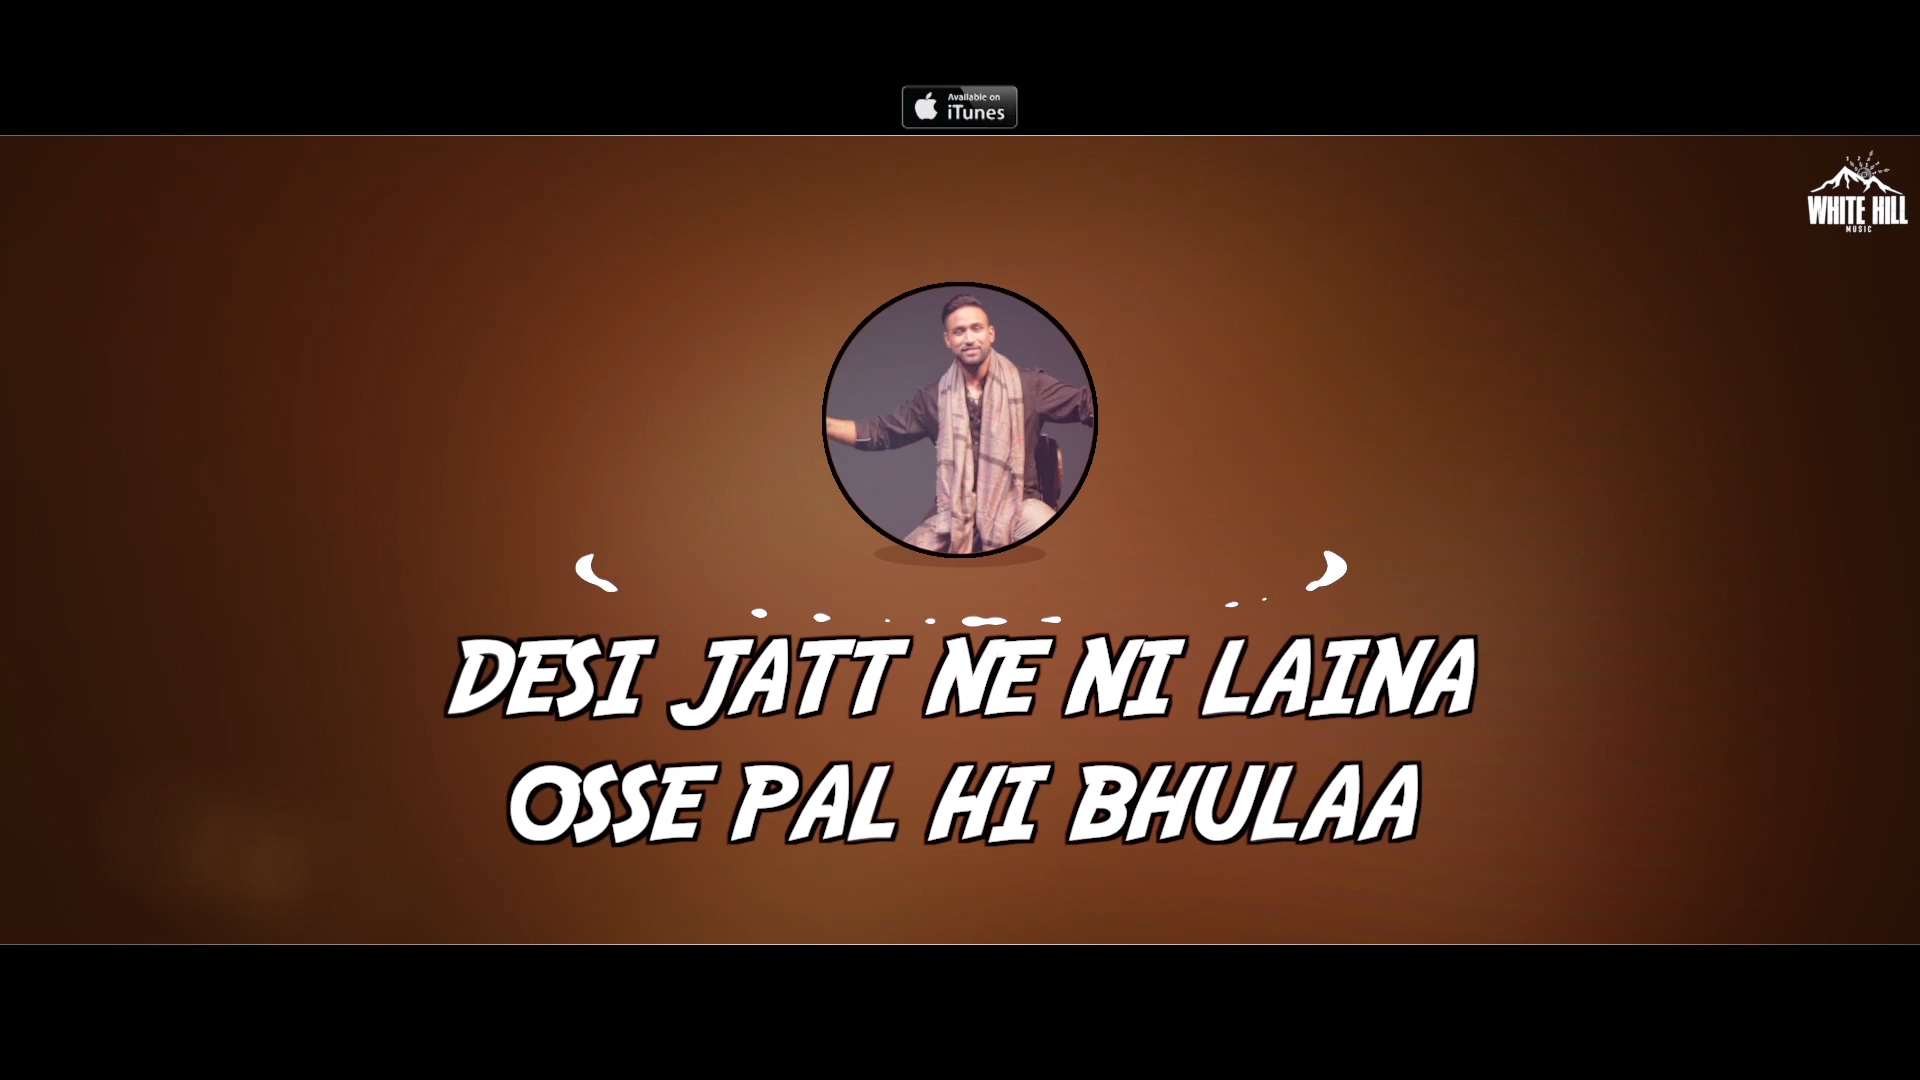 Available on
iTunes
WHITE HILL
MUSIC
DESI JATT NE NI LAINA
OSSE PAL HI BHULAA